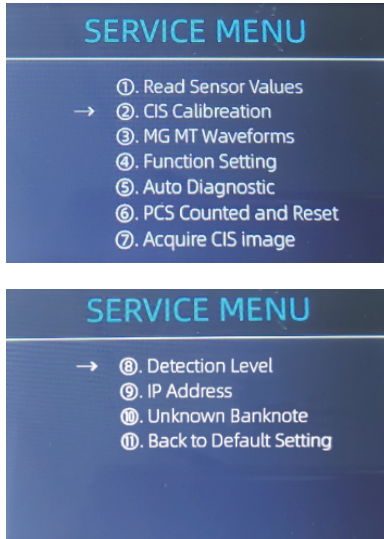 SERVICE MENU
①. Read Sensor Values
→ ②. CIS Calibreation
③. MG MT Waveforms
④. Function Setting
⑤. Auto Diagnostic
⑥. PCS Counted and Reset
⑦. Acquire CIS image
SERVICE MENU
→ ⑧. Detection Level
⑨. IP Address
⑩. Unknown Banknote
⑪. Back to Default Setting